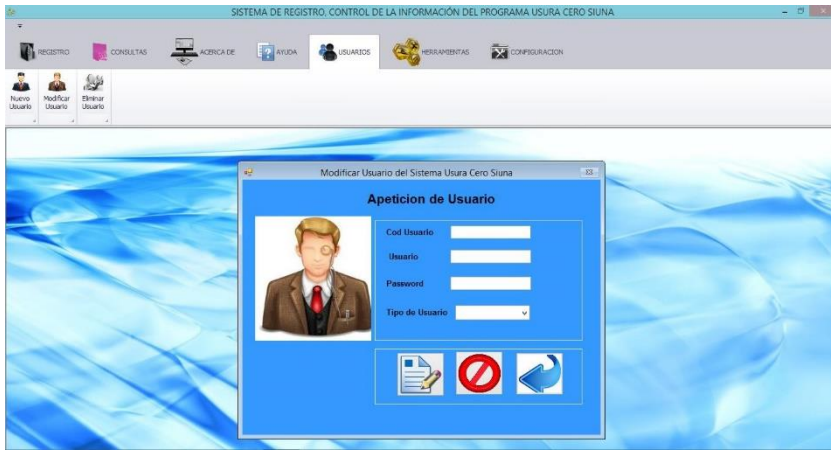 SISTEMA DE REGISTRO, CONTROL DE LA INFORMACIÓN DEL PROGRAMA USURA CERO SIUNA
REGISTRO CONSULTAS ACERCA DE AYUDA USUARIOS HERRAMIENTAS CONFIGURACION
Nuevo Usuario Modificar Usuario Eliminar Usuario
Modificar Usuario del Sistema Usura Cero Siuna
Apeticion de Usuario
Cod Usuario
Usuario
Password
Tipo de Usuario